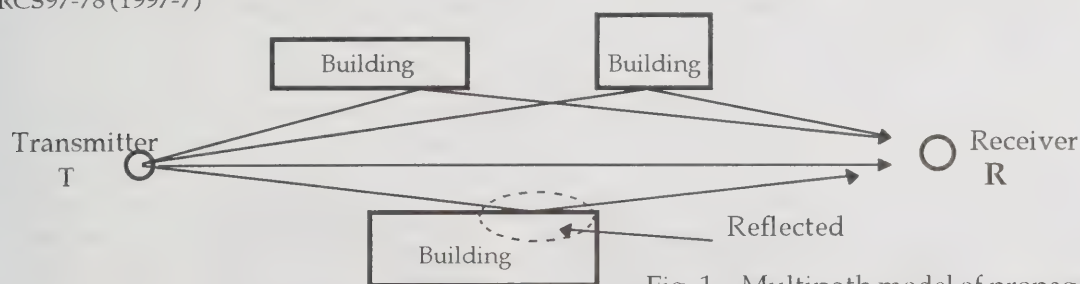 RCS97-78 (1997-7)
Building
Building
Transmitter
T
Receiver
R
Reflected
Building
Fig. 1 Multipath model of propag